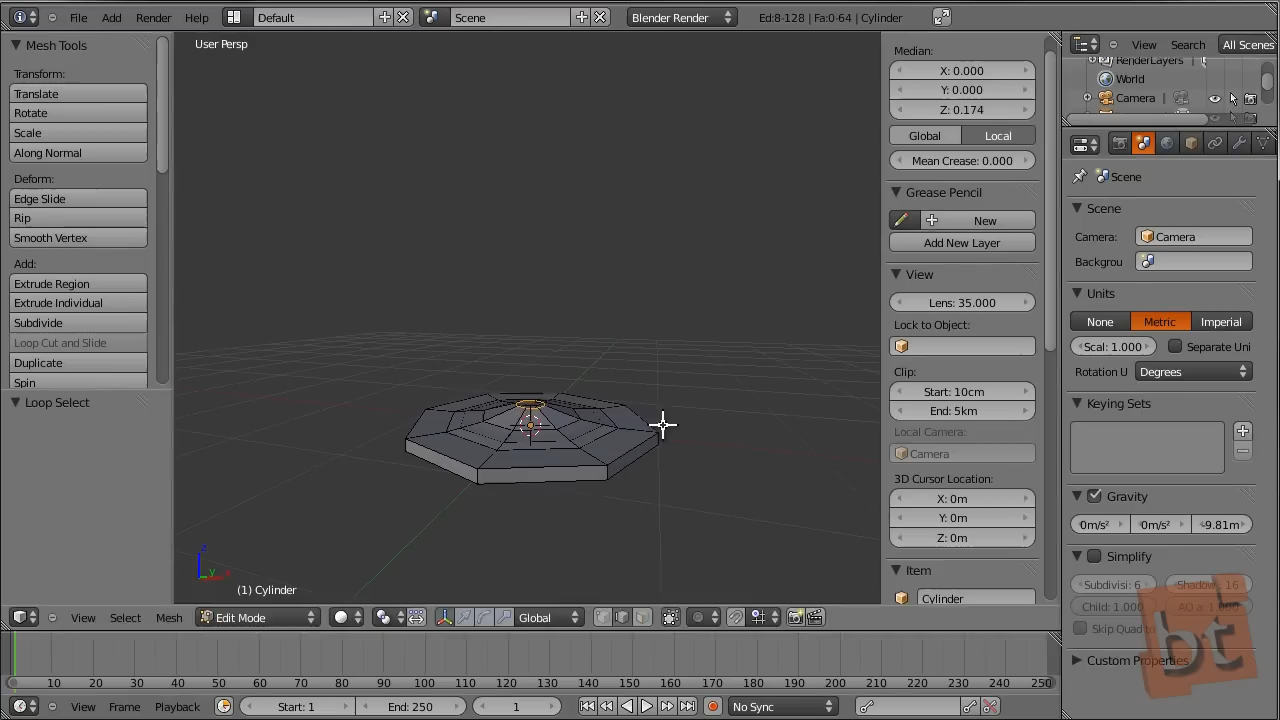 File Add Render Help Default Scene Blender Render Ed:8-128 | Fa:0-64 | Cylinder
Mesh Tools
Transform:
Translate
Rotate
Scale
Along Normal
Deform:
Edge Slide
Rip
Smooth Vertex
Add:
Extrude Region
Extrude Individual
Subdivide
Loop Cut and Slide
Duplicate
Spin
Loop Select
User Persp
z
y
x
(1) Cylinder
Median:
X: 0.000
Y: 0.000
Z: 0.174
Global Local
Mean Crease: 0.000
Grease Pencil
New
Add New Layer
View
Lens: 35.000
Lock to Object:
Clip:
Start: 10cm
End: 5km
Local Camera:
Camera
3D Cursor Location:
X: 0m
Y: 0m
Z: 0m
Item
Cylinder
View Search All Scenes
RenderLayers |
World
Camera |
Scene
Scene
Camera: Camera
Backgrou
Units
None Metric Imperial
Scal: 1.000 Separate Uni
Rotation U Degrees
Keying Sets
Gravity
0m/s² 0m/s² -9.81m
Simplify
Subdivisi: 6 Shadow: 16
Child: 1.000 AO a: 1.000
Skip Quad to
Custom Properties
bt
View Select Mesh Edit Mode Global
10 20 30 40 50 60 70 80 90 100 110 120 130 140 150 160 170 180 190 200 210 220 230 240 250
View Frame Playback Start: 1 End: 250 1 No Sync